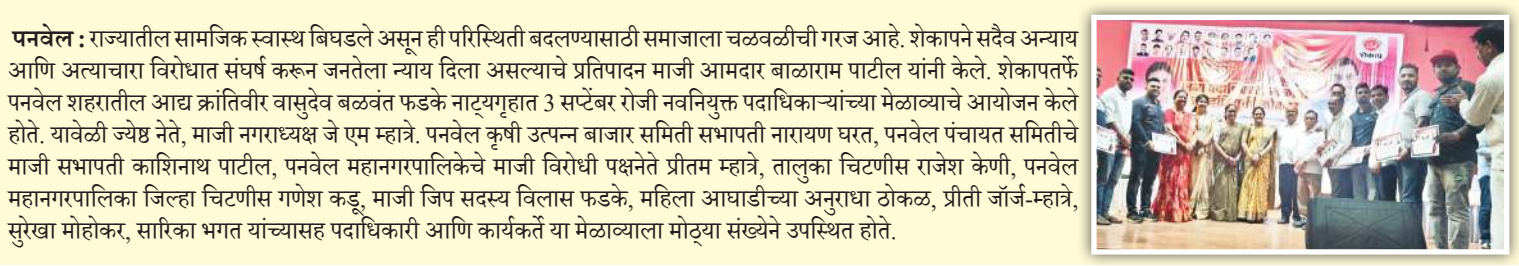 पनवेल : राज्यातील सामजिक स्वास्थ बिघडले असून ही परिस्थिती बदलण्यासाठी समाजाला चळवळीची गरज आहे. शेकापने सदैव अन्याय
आणि अत्याचारा विरोधात संघर्ष करून जनतेला न्याय दिला असल्याचे प्रतिपादन माजी आमदार बाळाराम पाटील यांनी केले. शेकापतर्फे
पनवेल शहरातील आद्य क्रांतिवीर वासुदेव बळवंत फडके नाट्यगृहात 3 सप्टेंबर रोजी नवनियुक्त पदाधिकाऱ्यांच्या मेळाव्याचे आयोजन केले
होते. यावेळी ज्येष्ठ नेते, माजी नगराध्यक्ष जे एम म्हात्रे. पनवेल कृषी उत्पन्न बाजार समिती सभापती नारायण घरत, पनवेल पंचायत समितीचे
माजी सभापती काशिनाथ पाटील, पनवेल महानगरपालिकेचे माजी विरोधी पक्षनेते प्रीतम म्हात्रे, तालुका चिटणीस राजेश केणी, पनवेल
महानगरपालिका जिल्हा चिटणीस गणेश कडू, माजी जिप सदस्य विलास फडके, महिला आघाडीच्या अनुराधा ठोकळ, प्रीती जॉर्ज-म्हात्रे,
सुरेखा मोहोकर, सारिका भगत यांच्यासह पदाधिकारी आणि कार्यकर्ते या मेळाव्याला मोठ्या संख्येने उपस्थित होते.
शेकाप